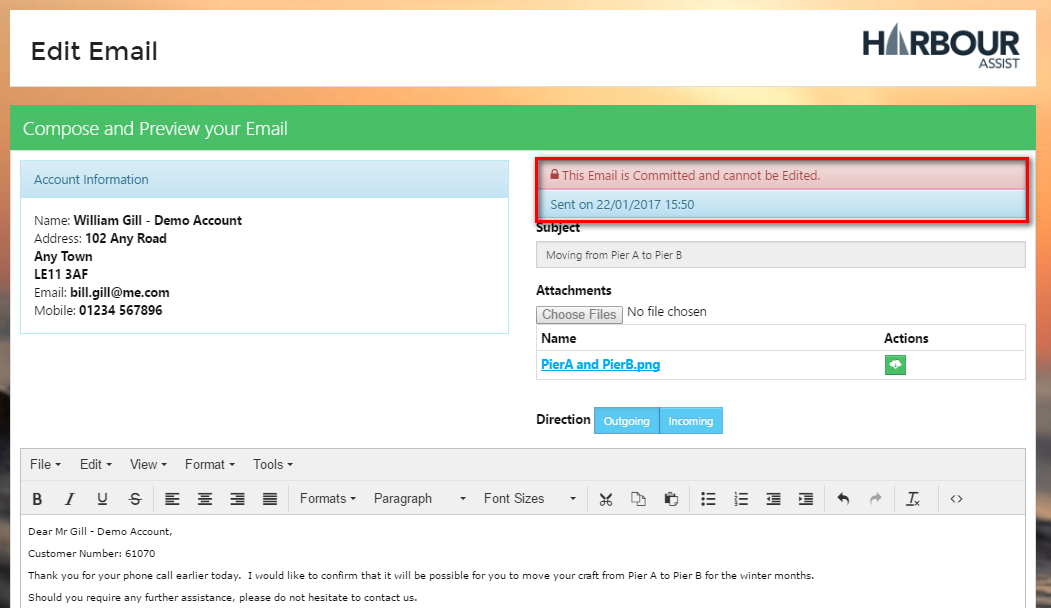 Edit Email
HARBOUR
ASSIST
Compose and Preview your Email
Account Information
Name: William Gill - Demo Account
Address: 102 Any Road
Any Town
LE11 3AF
Email: bill.gill@me.com
Mobile: 01234 567896
This Email is Committed and cannot be Edited.
Sent on 22/01/2017 15:50
Subject
Moving from Pier A to Pier B
Attachments
Choose Files No file chosen
Name Actions
PierA and PierB.png
Direction Outgoing Incoming
File Edit View Format Tools
B I U S Formats Paragraph Font Sizes
Dear Mr Gill - Demo Account,
Customer Number: 61070
Thank you for your phone call earlier today. I would like to confirm that it will be possible for you to move your craft from Pier A to Pier B for the winter months.
Should you require any further assistance, please do not hesitate to contact us.